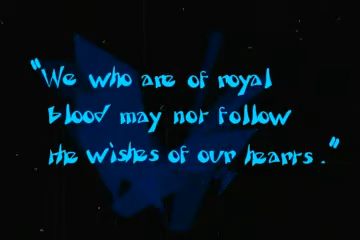 "We who are of royal
blood may not follow
the wishes of our hearts."